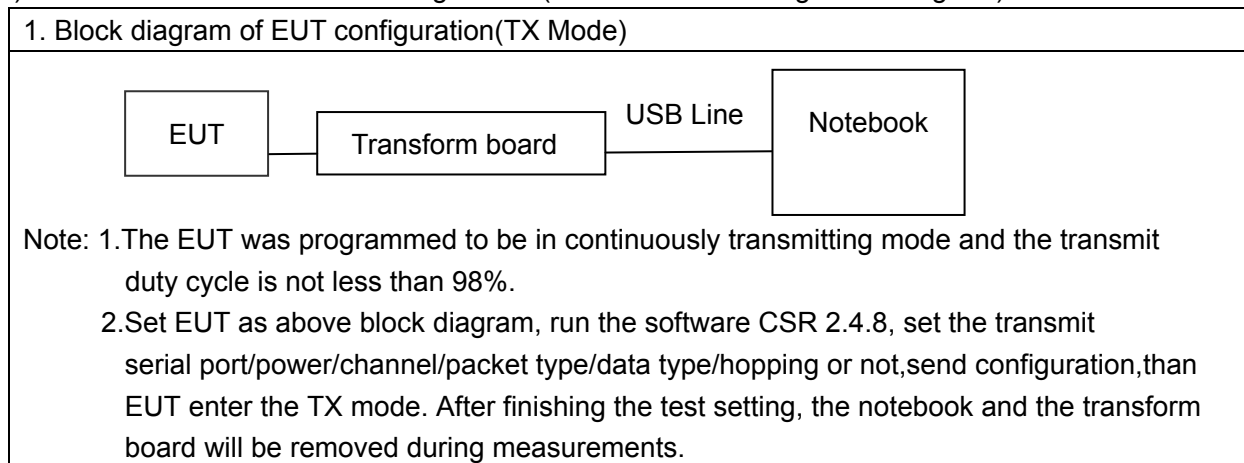 1. Block diagram of EUT configuration(TX Mode)
EUT
Transform board
USB Line
Notebook
Note: 1.The EUT was programmed to be in continuously transmitting mode and the transmit
duty cycle is not less than 98%.
2.Set EUT as above block diagram, run the software CSR 2.4.8, set the transmit
serial port/power/channel/packet type/data type/hopping or not,send configuration,than
EUT enter the TX mode. After finishing the test setting, the notebook and the transform
board will be removed during measurements.